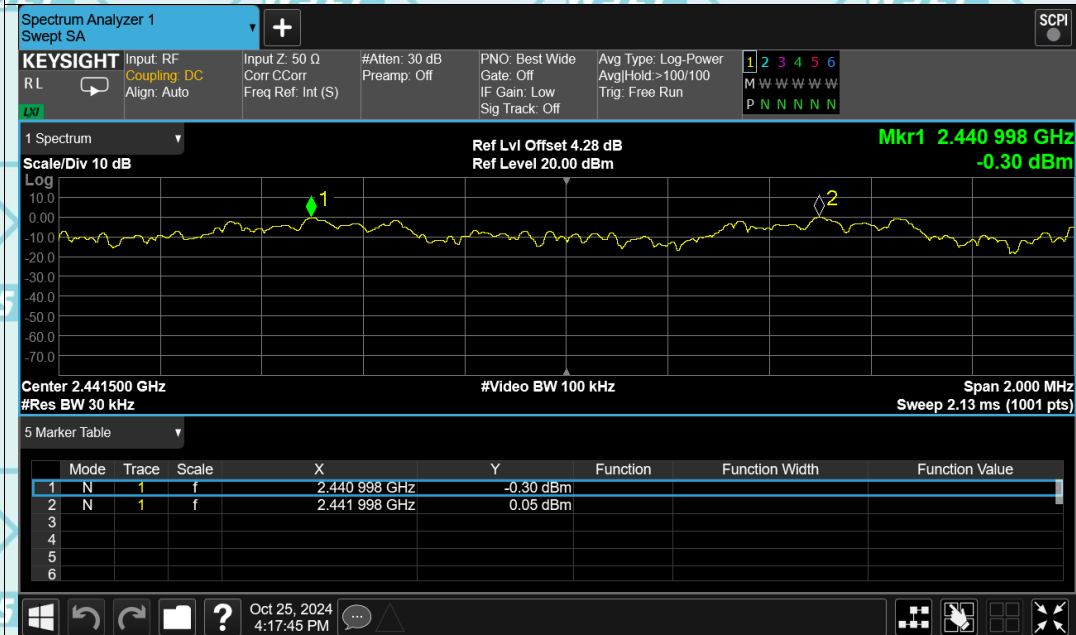 Spectrum Analyzer 1
Swept SA
+
SCPI
KEYSIGHT
R L
LXI
Input: RF
Coupling: DC
Align: Auto
Input Z: 50 Ω
Corr CCorr
Freq Ref: Int (S)
#Atten: 30 dB
Preamp: Off
PNO: Best Wide
Gate: Off
IF Gain: Low
Sig Track: Off
Avg Type: Log-Power
Avg|Hold:>100/100
Trig: Free Run
1 2 3 4 5 6
M W W W W W
P N N N N N
1 Spectrum
Scale/Div 10 dB
Ref Lvl Offset 4.28 dB
Ref Level 20.00 dBm
Mkr1 2.440 998 GHz
-0.30 dBm
Log
10.0
0.00
-10.0
-20.0
-30.0
-40.0
-50.0
-60.0
-70.0
1
2
Center 2.441500 GHz
#Video BW 100 kHz
Span 2.000 MHz
#Res BW 30 kHz
Sweep 2.13 ms (1001 pts)
5 Marker Table
Mode Trace Scale X Y Function Function Width Function Value
1 N 1 f 2.440 998 GHz -0.30 dBm
2 N 1 f 2.441 998 GHz 0.05 dBm
3
4
5
6
?
Oct 25, 2024
4:17:45 PM